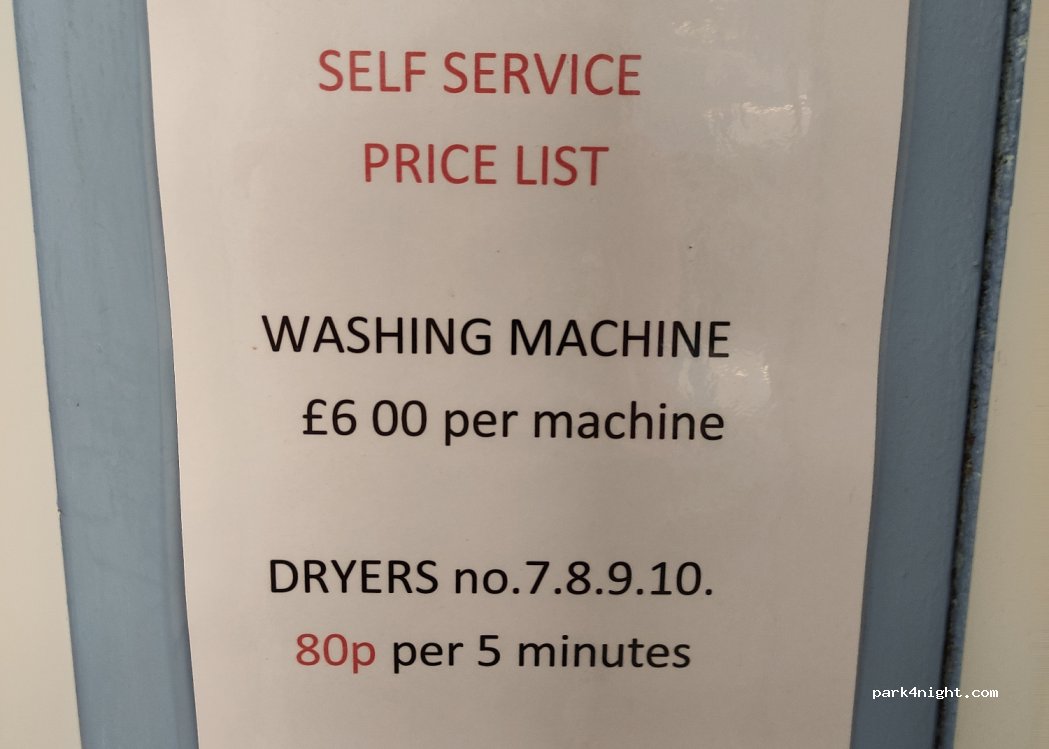 SELF SERVICE
PRICE LIST
WASHING MACHINE
£6 00 per machine
DRYERS no.7.8.9.10.
80p per 5 minutes
park4night.com